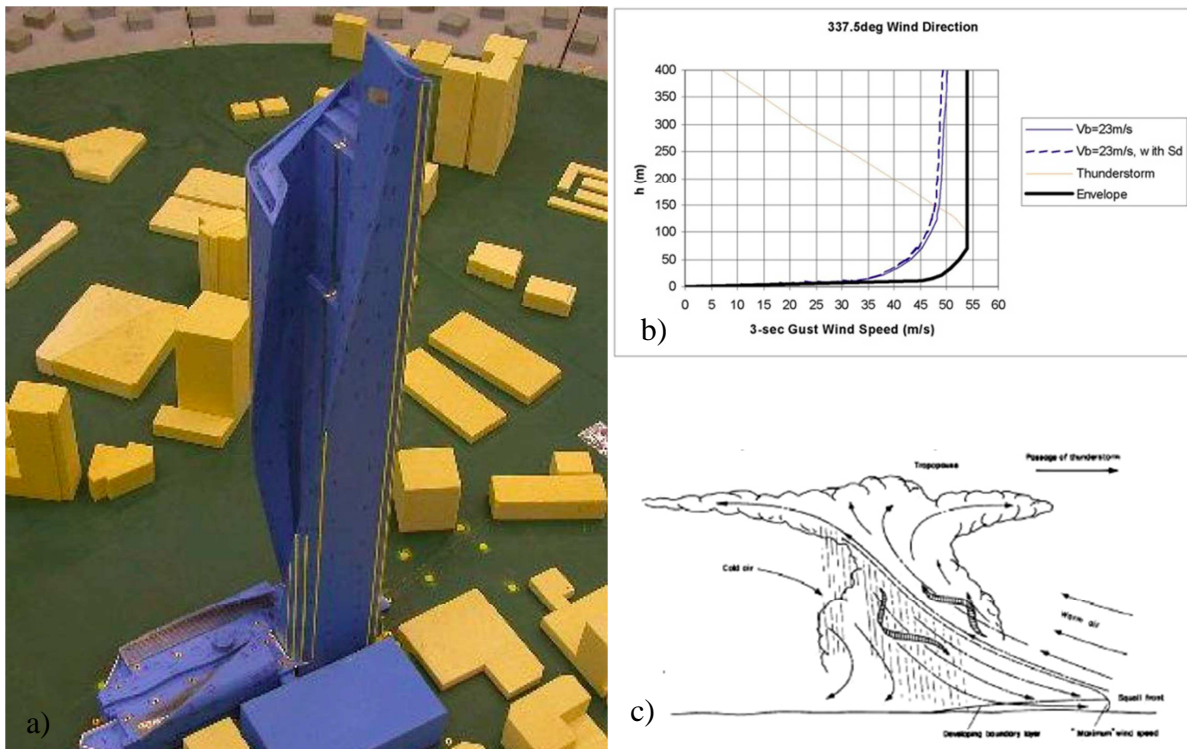 a)
337.5deg Wind Direction
400
350
300
250
200
150
100
50
0
h (m)
0 5 10 15 20 25 30 35 40 45 50 55 60
3-sec Gust Wind Speed (m/s)
Vb=23m/s
Vb=23m/s, with Sd
Thunderstorm
Envelope
b)
Tropopause
Passage of thunderstorm
Cold air
Warm air
Squall front
Developing boundary layer
"Maximum" wind speed
c)